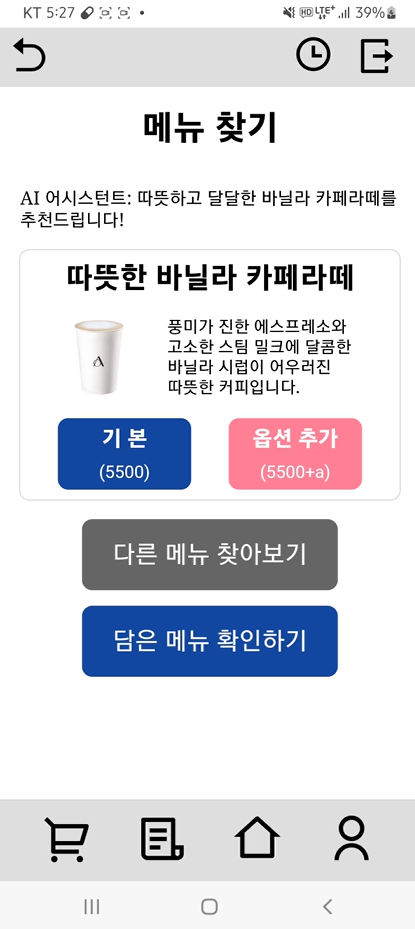 KT 5:27 HD LTE+ 39%
메뉴 찾기
AI 어시스턴트: 따뜻하고 달달한 바닐라 카페라떼를
추천드립니다!
따뜻한 바닐라 카페라떼
풍미가 진한 에스프레소와
고소한 스팀 밀크에 달콤한
바닐라 시럽이 어우러진
따뜻한 커피입니다.
A
기 본
(5500)
옵션 추가
(5500+a)
다른 메뉴 찾아보기
담은 메뉴 확인하기